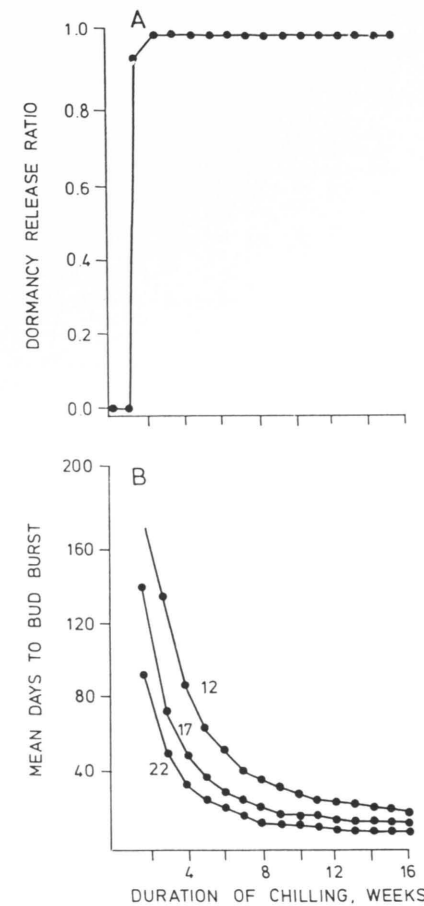 A
1.0
0.8
0.6
0.4
0.2
0.0
DORMANCY RELEASE RATIO
B
200
160
120
80
40
MEAN DAYS TO BUD BURST
12
17
22
4 8 12 16
DURATION OF CHILLING, WEEKS